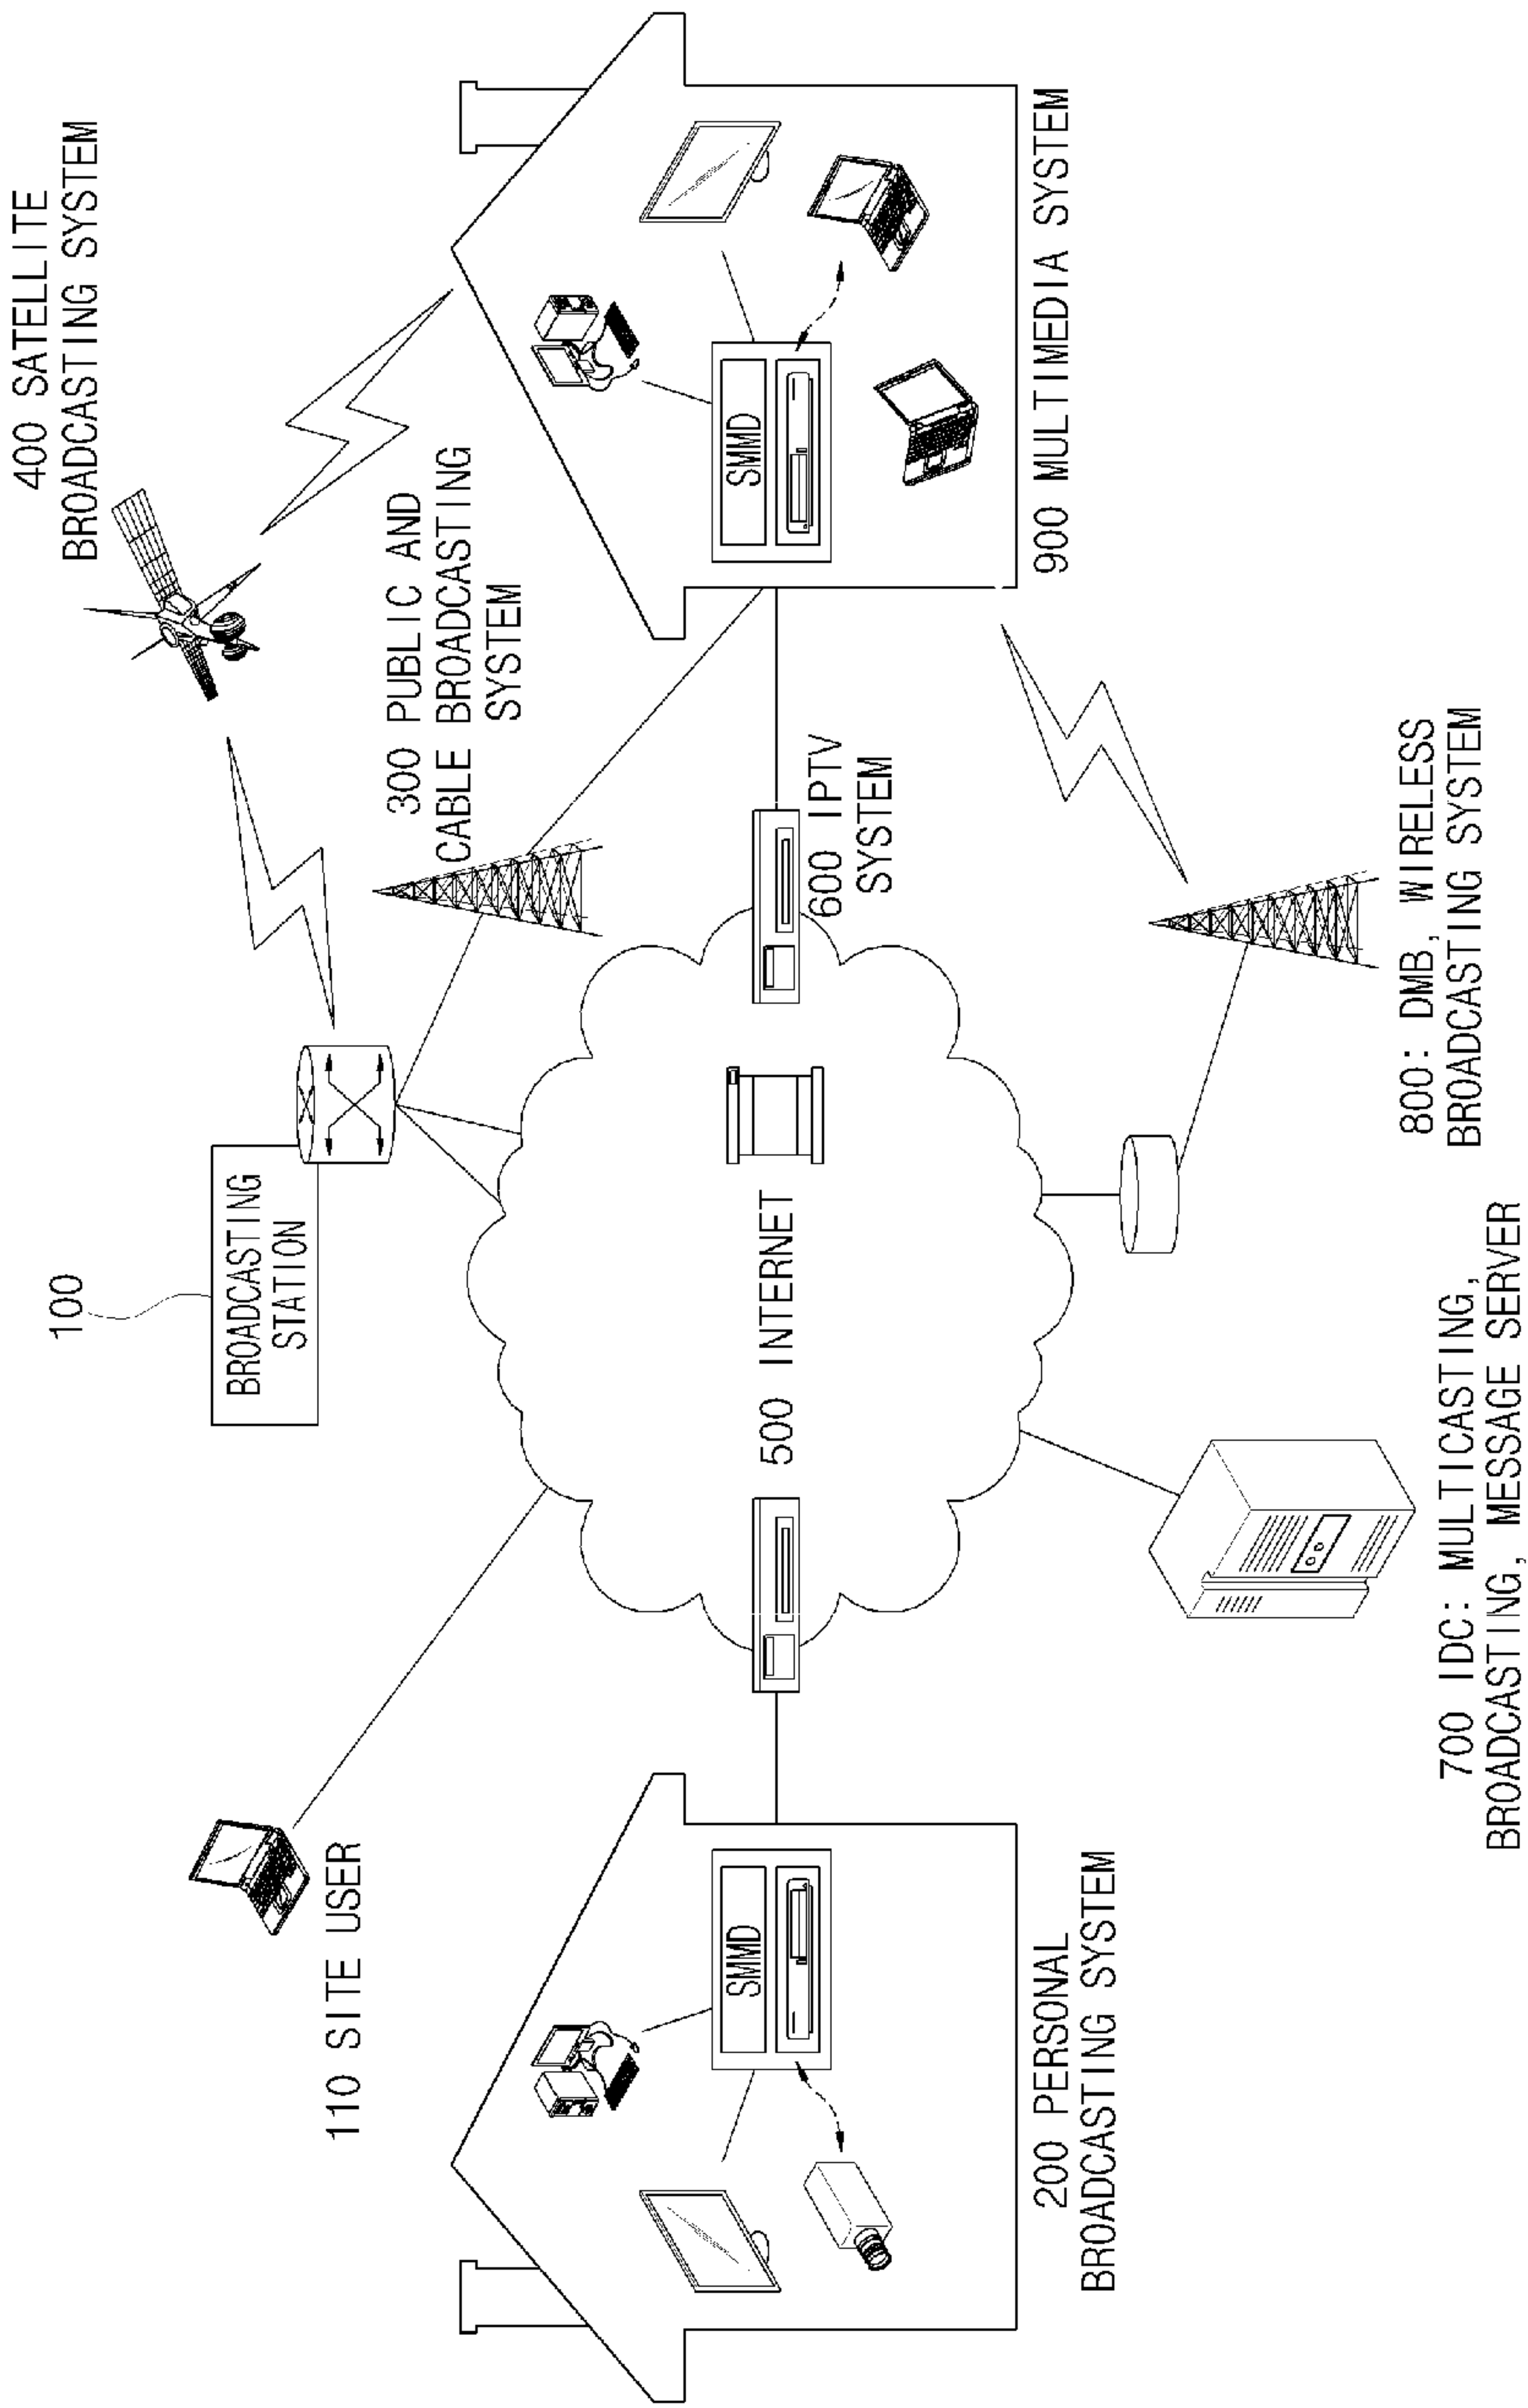 400 SATELLITE
BROADCASTING SYSTEM
100
BROADCASTING
STATION
110 SITE USER
300 PUBLIC AND
CABLE BROADCASTING
SYSTEM
SMMD
SMMD
500 INTERNET
600 IPTV
SYSTEM
200 PERSONAL
BROADCASTING SYSTEM
900 MULTIMEDIA SYSTEM
700 IDC: MULTICASTING,
BROADCASTING, MESSAGE SERVER
800: DMB, WIRELESS
BROADCASTING SYSTEM